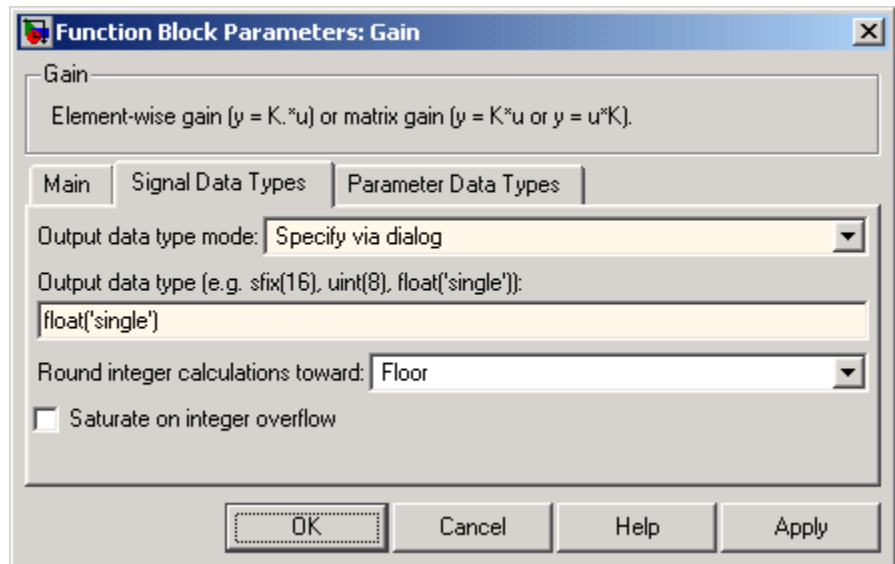 Function Block Parameters: Gain
Gain
Element-wise gain (y = K.*u) or matrix gain (y = K*u or y = u*K).
Main Signal Data Types Parameter Data Types
Output data type mode: Specify via dialog
Output data type (e.g. sfix(16), uint(8), float('single')):
float('single')
Round integer calculations toward: Floor
Saturate on integer overflow
OK Cancel Help Apply